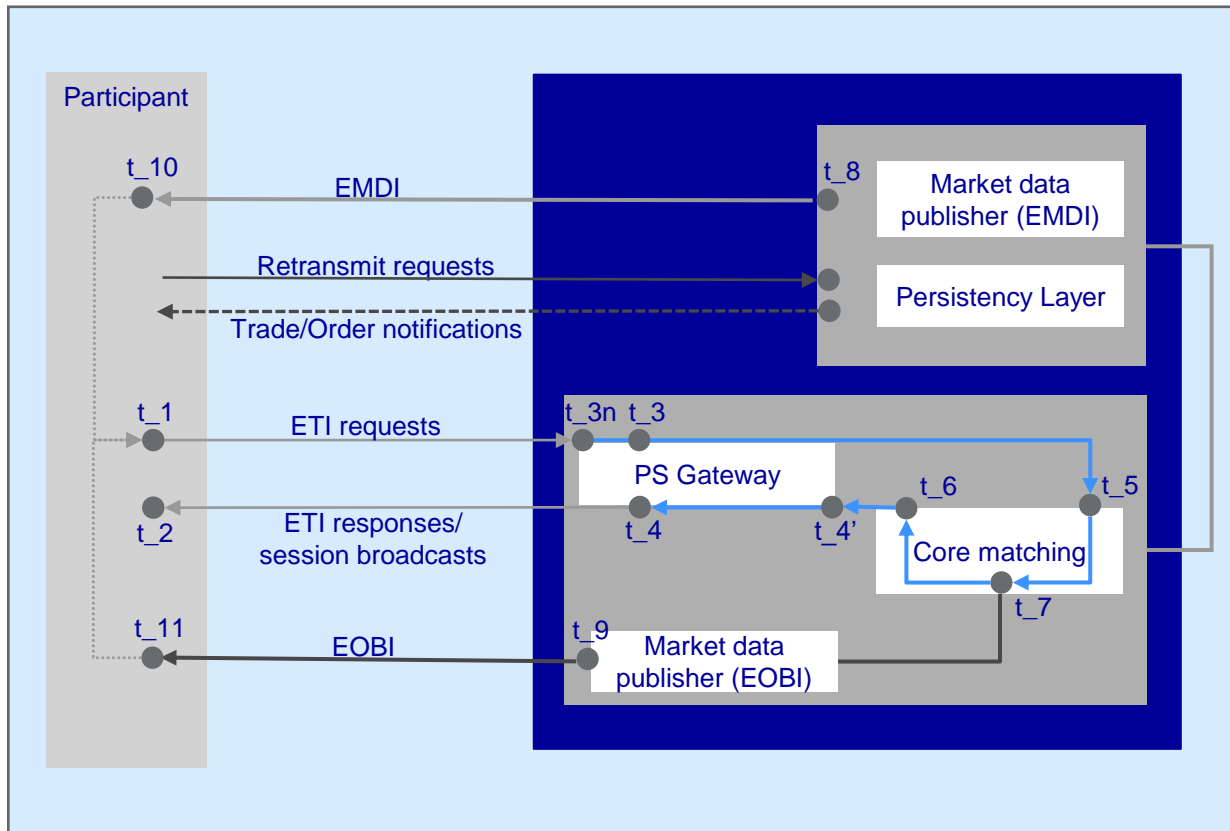 Participant
t_10
EMDI
t_8
Market data
publisher (EMDI)
Retransmit requests
Persistency Layer
Trade/Order notifications
t_1
ETI requests
t_3n
t_3
PS Gateway
t_6
t_5
t_2
ETI responses/
session broadcasts
t_4
t_4’
Core matching
t_7
t_11
EOBI
t_9
Market data
publisher (EOBI)